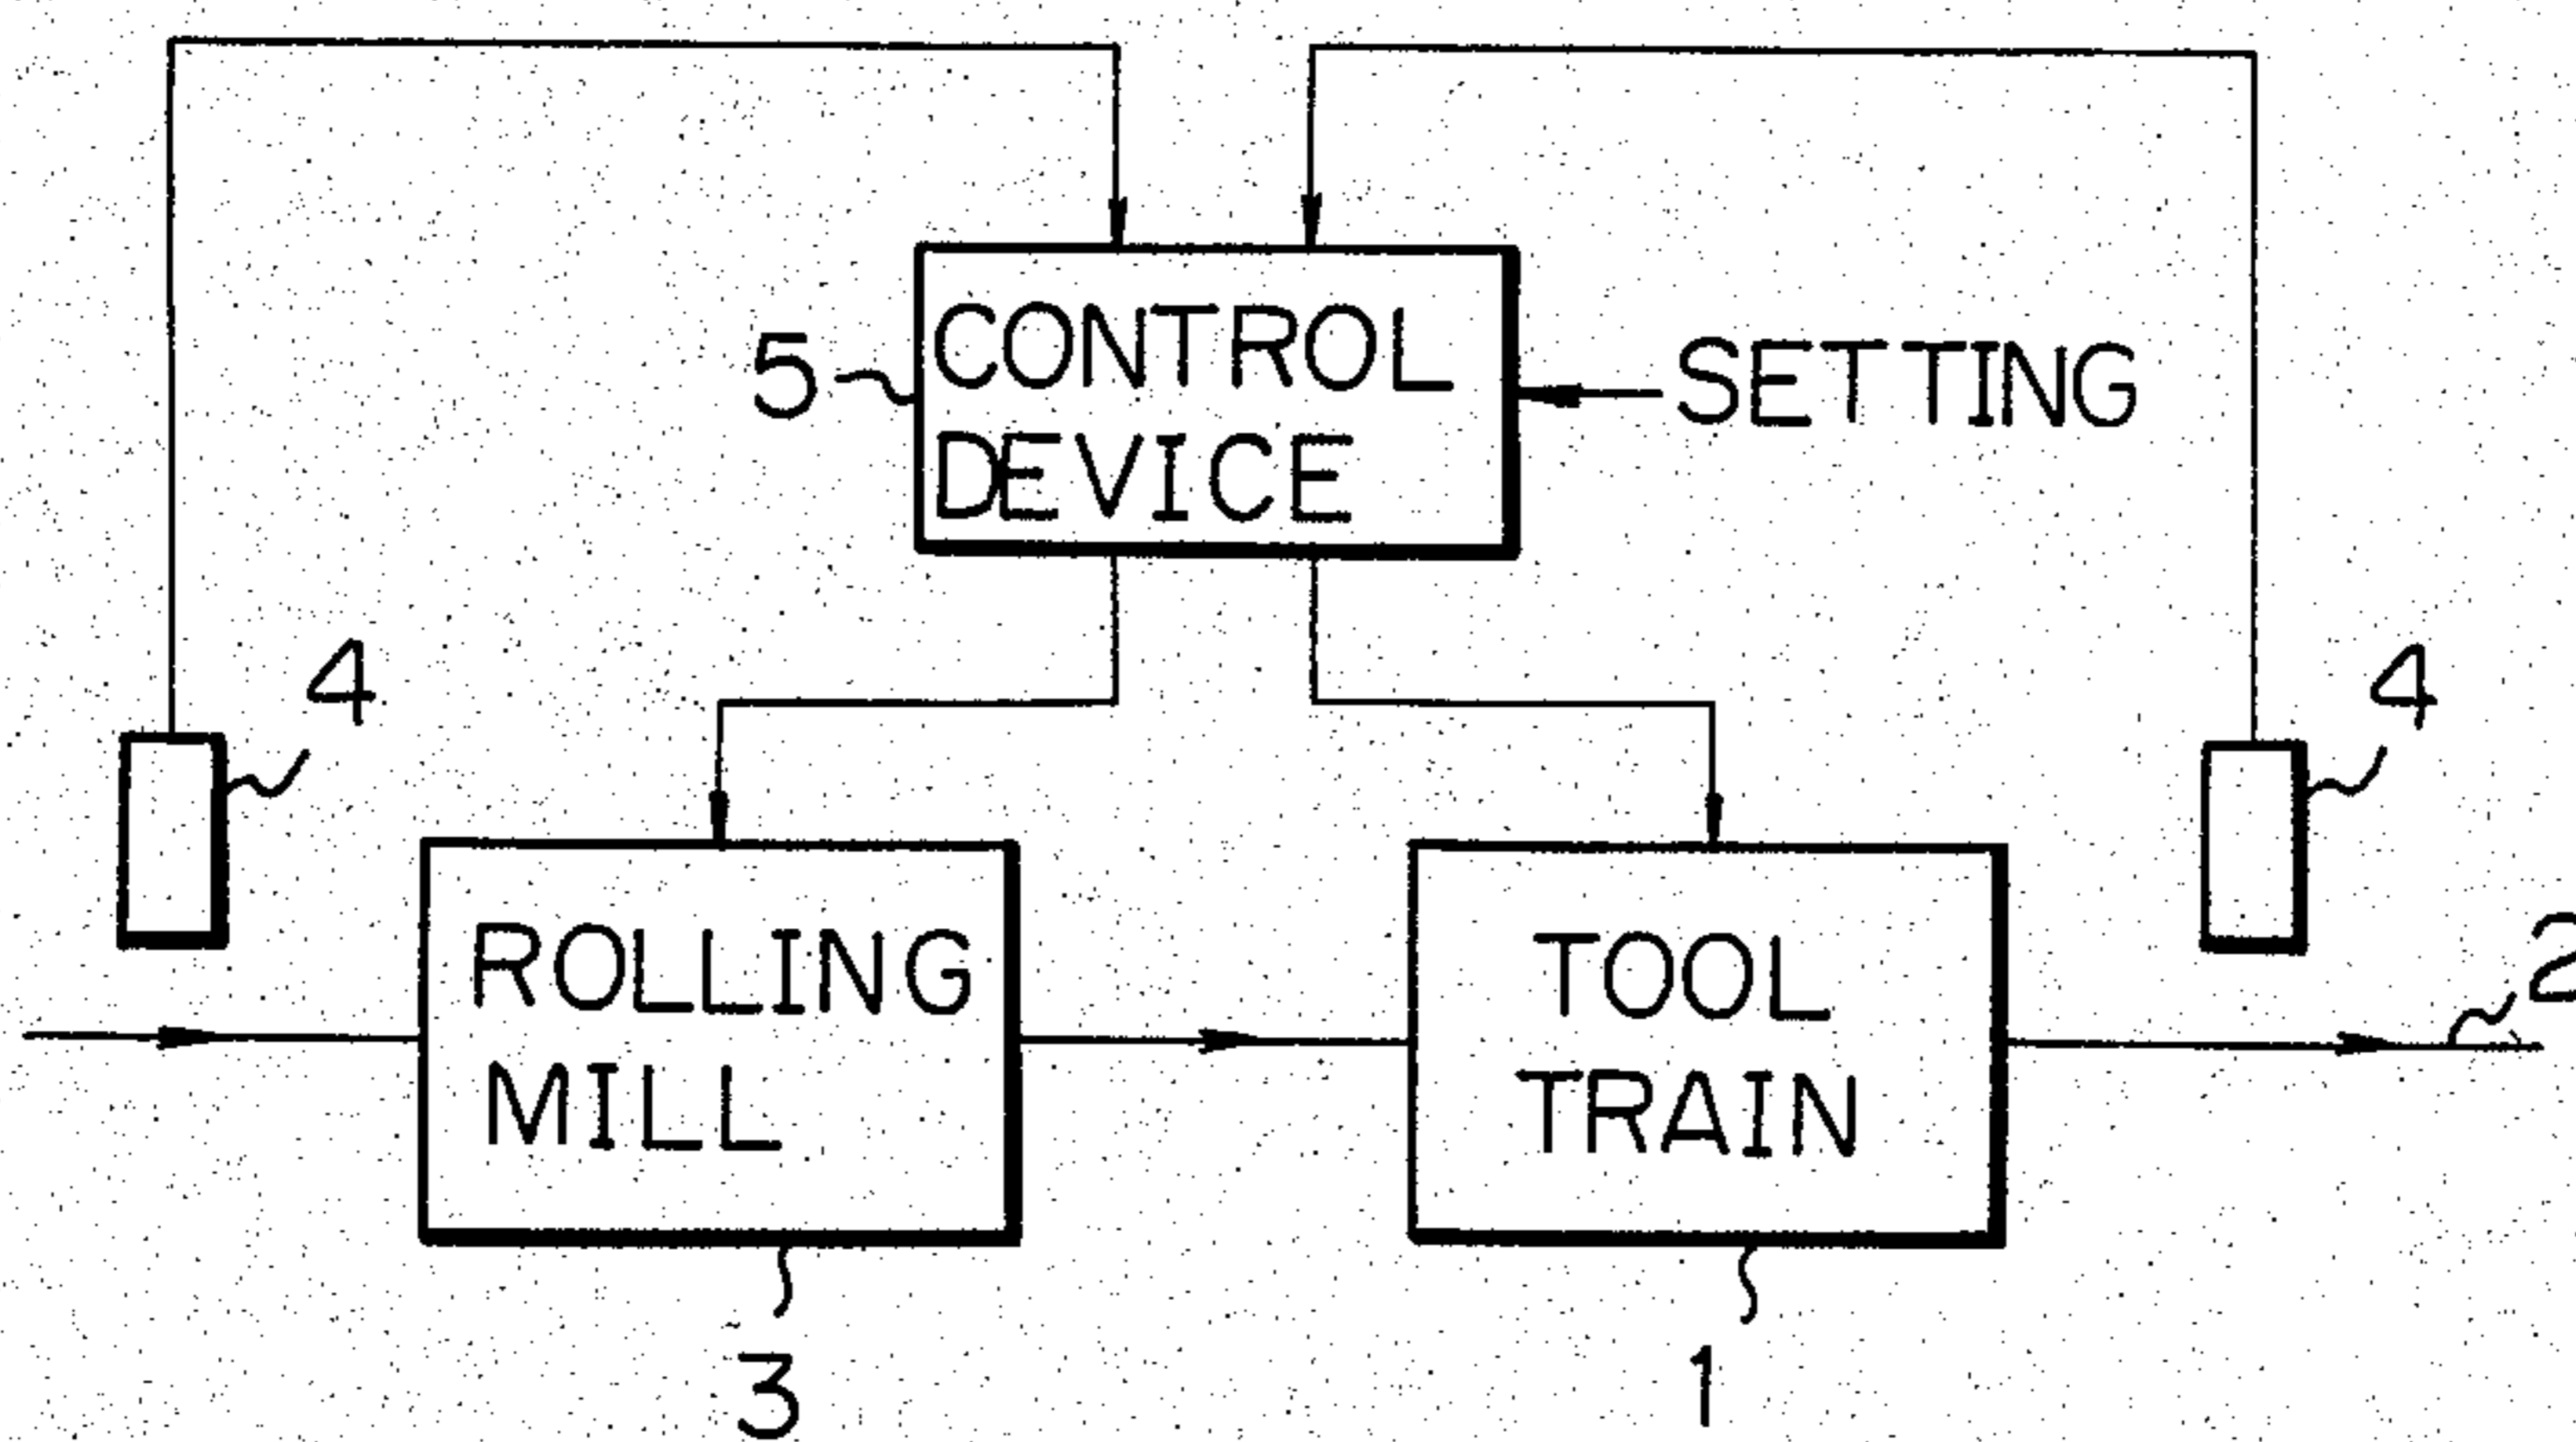 5
CONTROL
DEVICE
SETTING
4
4
ROLLING
MILL
TOOL
TRAIN
2
3
1